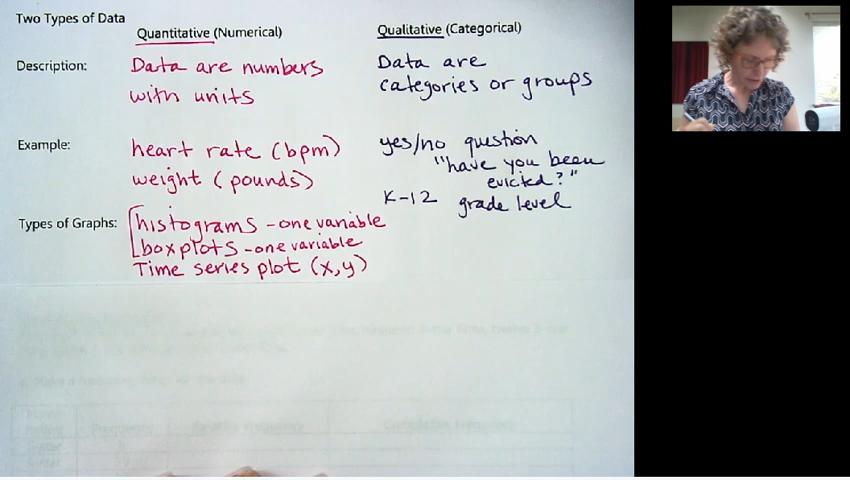 Two Types of Data
Quantitative (Numerical)
Qualitative (Categorical)
Description:
Data are numbers
with units
Data are
categories or groups
Example:
heart rate (bpm)
weight (pounds)
yes/no question
"have you been
evicted?"
K-12 grade level
Types of Graphs:
histograms - one variable
boxplots - one variable
Time series plot (x,y)